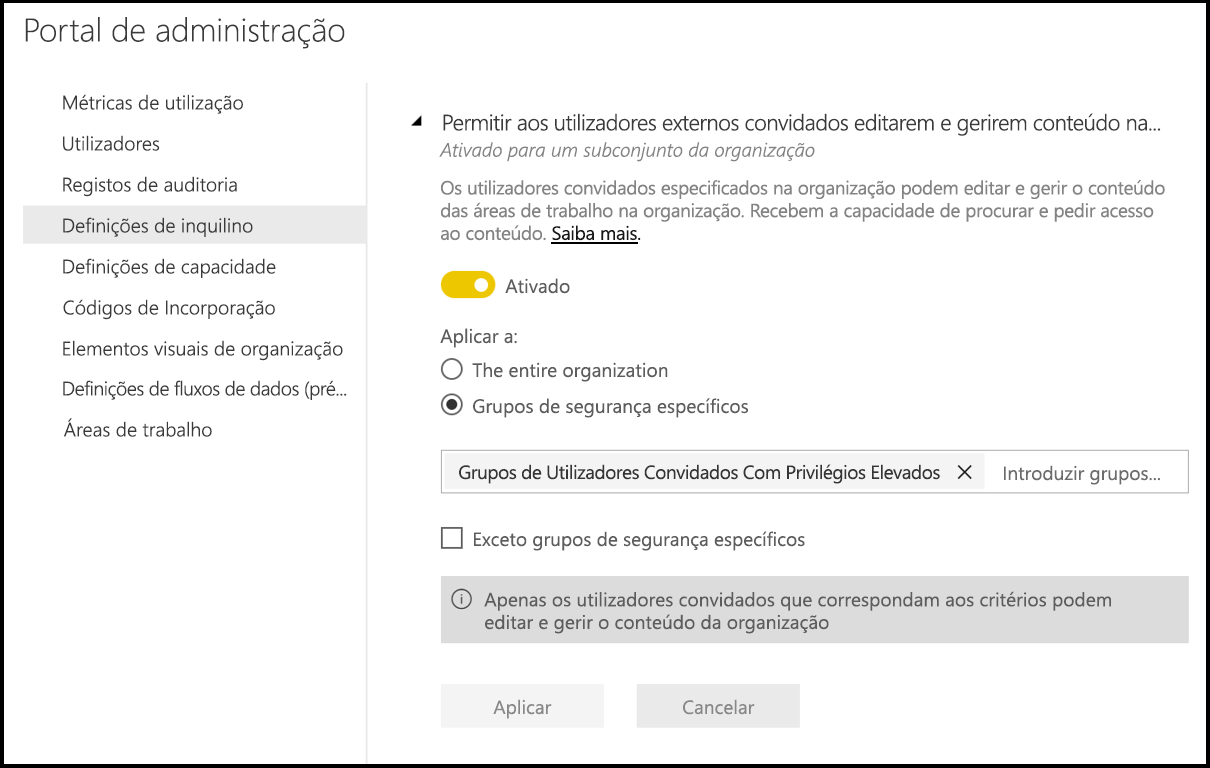 Portal de administração
Métricas de utilização
Utilizadores
Registos de auditoria
Definições de inquilino
Definições de capacidade
Códigos de Incorporação
Elementos visuais de organização
Definições de fluxos de dados (pré...
Áreas de trabalho
Permitir aos utilizadores externos convidados editarem e gerirem conteúdo na...
Ativado para um subconjunto da organização
Os utilizadores convidados especificados na organização podem editar e gerir o conteúdo
das áreas de trabalho na organização. Recebem a capacidade de procurar e pedir acesso
ao conteúdo. Saiba mais.
Ativado
Aplicar a:
The entire organization
Grupos de segurança específicos
Grupos de Utilizadores Convidados Com Privilégios Elevados Introduzir grupos...
Exceto grupos de segurança específicos
Apenas os utilizadores convidados que correspondam aos critérios podem
editar e gerir o conteúdo da organização
Aplicar Cancelar